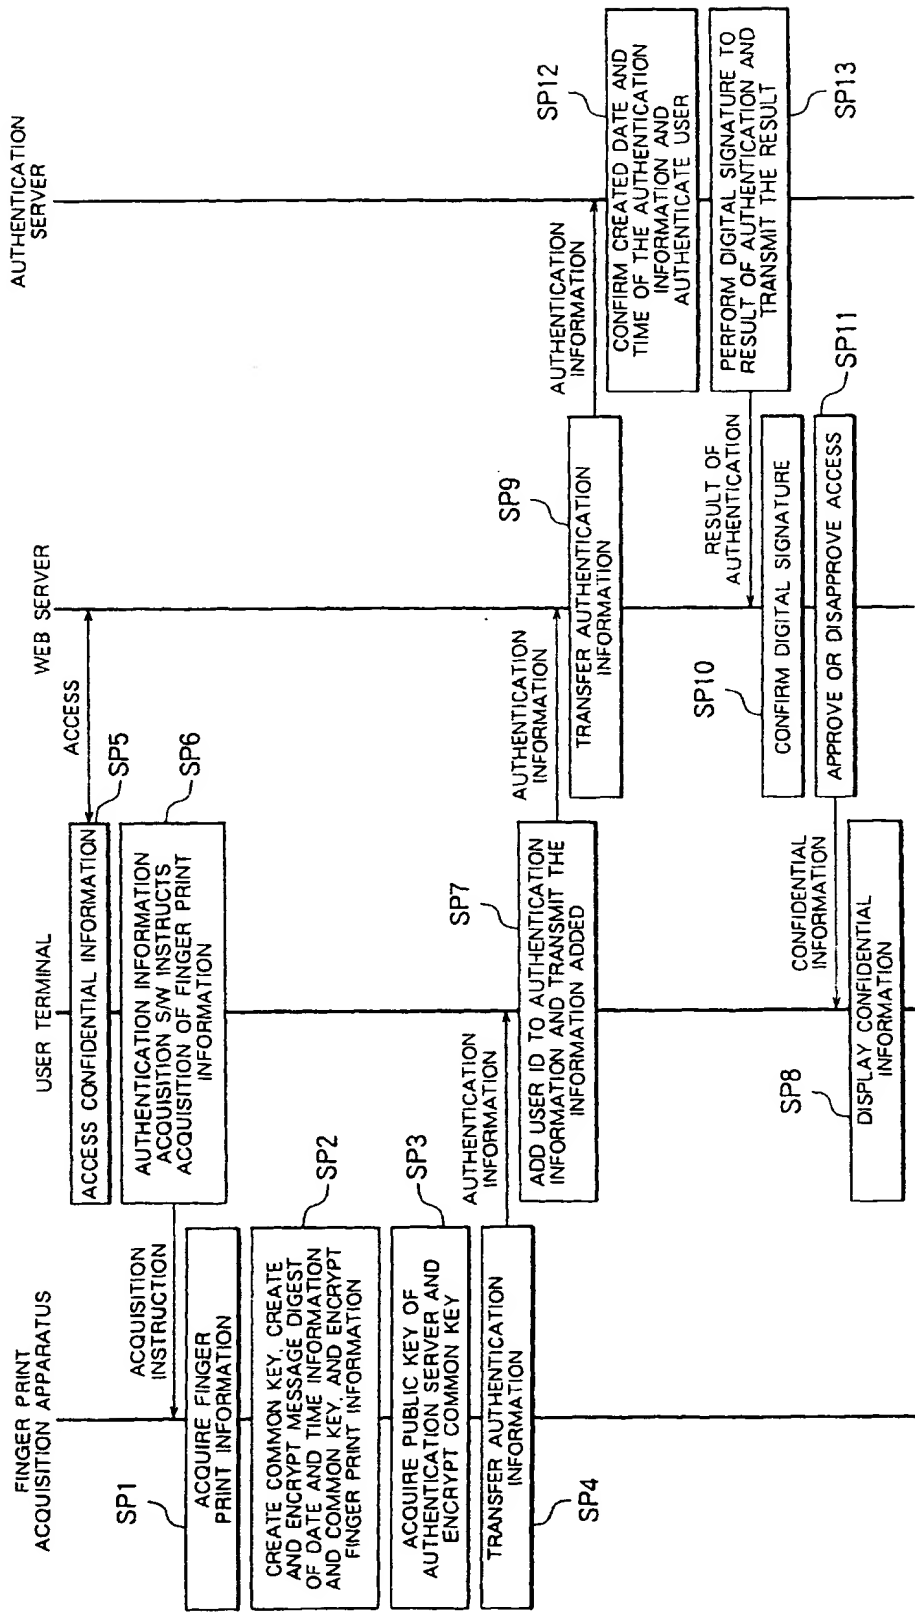 FINGER PRINT
ACQUISITION APPARATUS
USER TERMINAL
WEB SERVER
AUTHENTICATION
SERVER
ACCESS CONFIDENTIAL INFORMATION
SP5
ACCESS
AUTHENTICATION INFORMATION
ACQUISITION S/W INSTRUCTS
ACQUISITION OF FINGER PRINT
INFORMATION
SP6
ACQUISITION
INSTRUCTION
SP1
ACQUIRE FINGER
PRINT INFORMATION
CREATE COMMON KEY, CREATE
AND ENCRYPT MESSAGE DIGEST
OF DATE AND TIME INFORMATION
AND COMMON KEY, AND ENCRYPT
FINGER PRINT INFORMATION
SP2
ACQUIRE PUBLIC KEY OF
AUTHENTICATION SERVER AND
ENCRYPT COMMON KEY
SP3
TRANSFER AUTHENTICATION
INFORMATION
SP4
AUTHENTICATION
INFORMATION
ADD USER ID TO AUTHENTICATION
INFORMATION AND TRANSMIT THE
INFORMATION ADDED
SP7
AUTHENTICATION
INFORMATION
TRANSFER AUTHENTICATION
INFORMATION
SP9
AUTHENTICATION
INFORMATION
SP12
CONFIRM CREATED DATE AND
TIME OF THE AUTHENTICATION
INFORMATION AND
AUTHENTICATE USER
PERFORM DIGITAL SIGNATURE TO
RESULT OF AUTHENTICATION AND
TRANSMIT THE RESULT
SP13
RESULT OF
AUTHENTICATION
SP10
CONFIRM DIGITAL SIGNATURE
APPROVE OR DISAPPROVE ACCESS
SP11
CONFIDENTIAL
INFORMATION
SP8
DISPLAY CONFIDENTIAL
INFORMATION